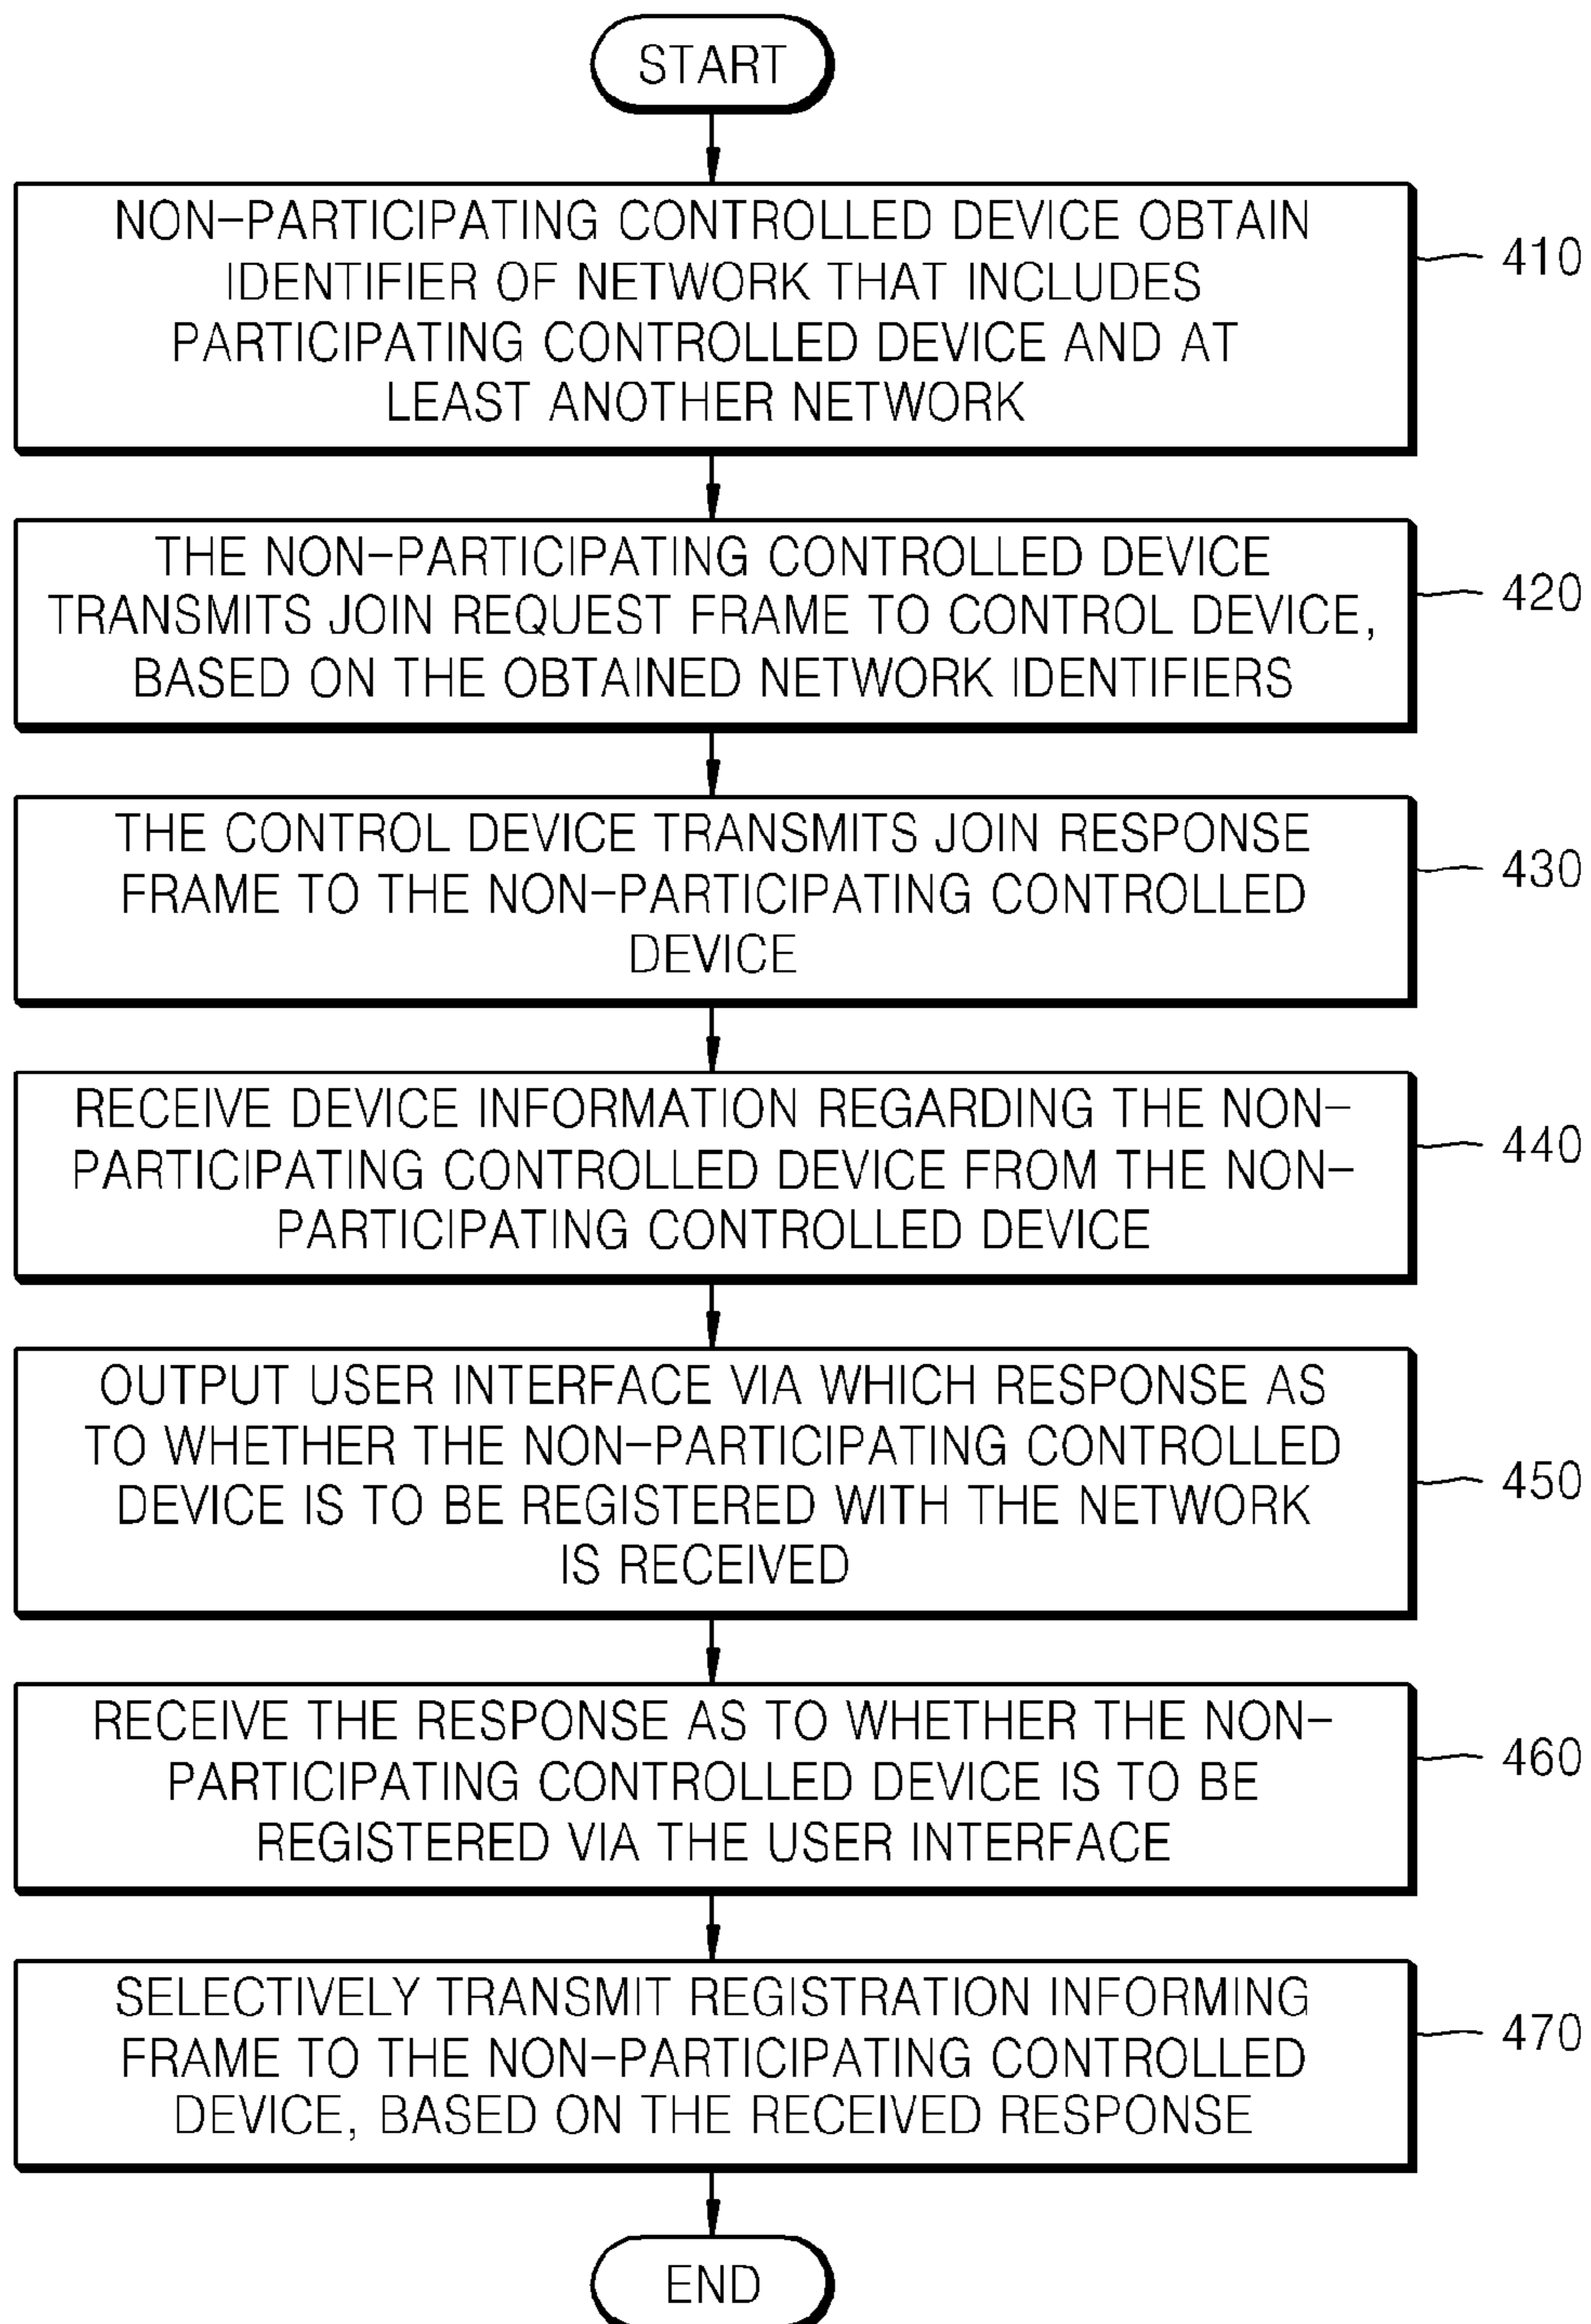 START
NON-PARTICIPATING CONTROLLED DEVICE OBTAIN
IDENTIFIER OF NETWORK THAT INCLUDES
PARTICIPATING CONTROLLED DEVICE AND AT
LEAST ANOTHER NETWORK
410
THE NON-PARTICIPATING CONTROLLED DEVICE
TRANSMITS JOIN REQUEST FRAME TO CONTROL DEVICE,
BASED ON THE OBTAINED NETWORK IDENTIFIERS
420
THE CONTROL DEVICE TRANSMITS JOIN RESPONSE
FRAME TO THE NON-PARTICIPATING CONTROLLED
DEVICE
430
RECEIVE DEVICE INFORMATION REGARDING THE NON-
PARTICIPATING CONTROLLED DEVICE FROM THE NON-
PARTICIPATING CONTROLLED DEVICE
440
OUTPUT USER INTERFACE VIA WHICH RESPONSE AS
TO WHETHER THE NON-PARTICIPATING CONTROLLED
DEVICE IS TO BE REGISTERED WITH THE NETWORK
IS RECEIVED
450
RECEIVE THE RESPONSE AS TO WHETHER THE NON-
PARTICIPATING CONTROLLED DEVICE IS TO BE
REGISTERED VIA THE USER INTERFACE
460
SELECTIVELY TRANSMIT REGISTRATION INFORMING
FRAME TO THE NON-PARTICIPATING CONTROLLED
DEVICE, BASED ON THE RECEIVED RESPONSE
470
END